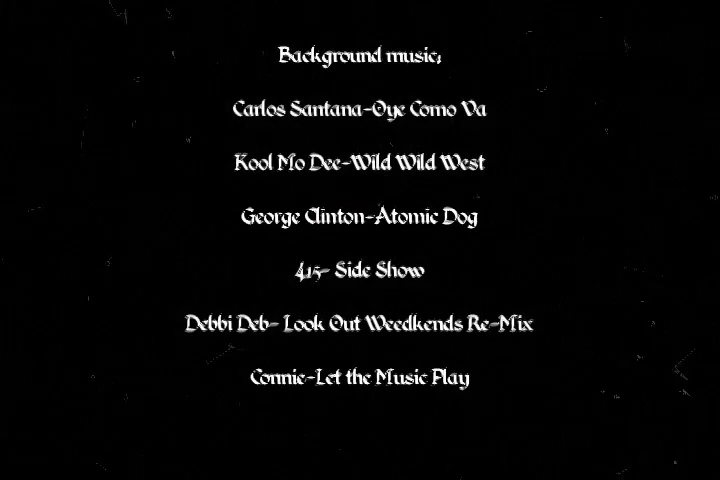 Background music;
Carlos Santana-Oye Como Va
Kool Mo Dee-Wild Wild West
George Clinton-Atomic Dog
415- Side Show
Debbi Deb- Look Out Weedkends Re-Mix
Connie-Let the Music Play